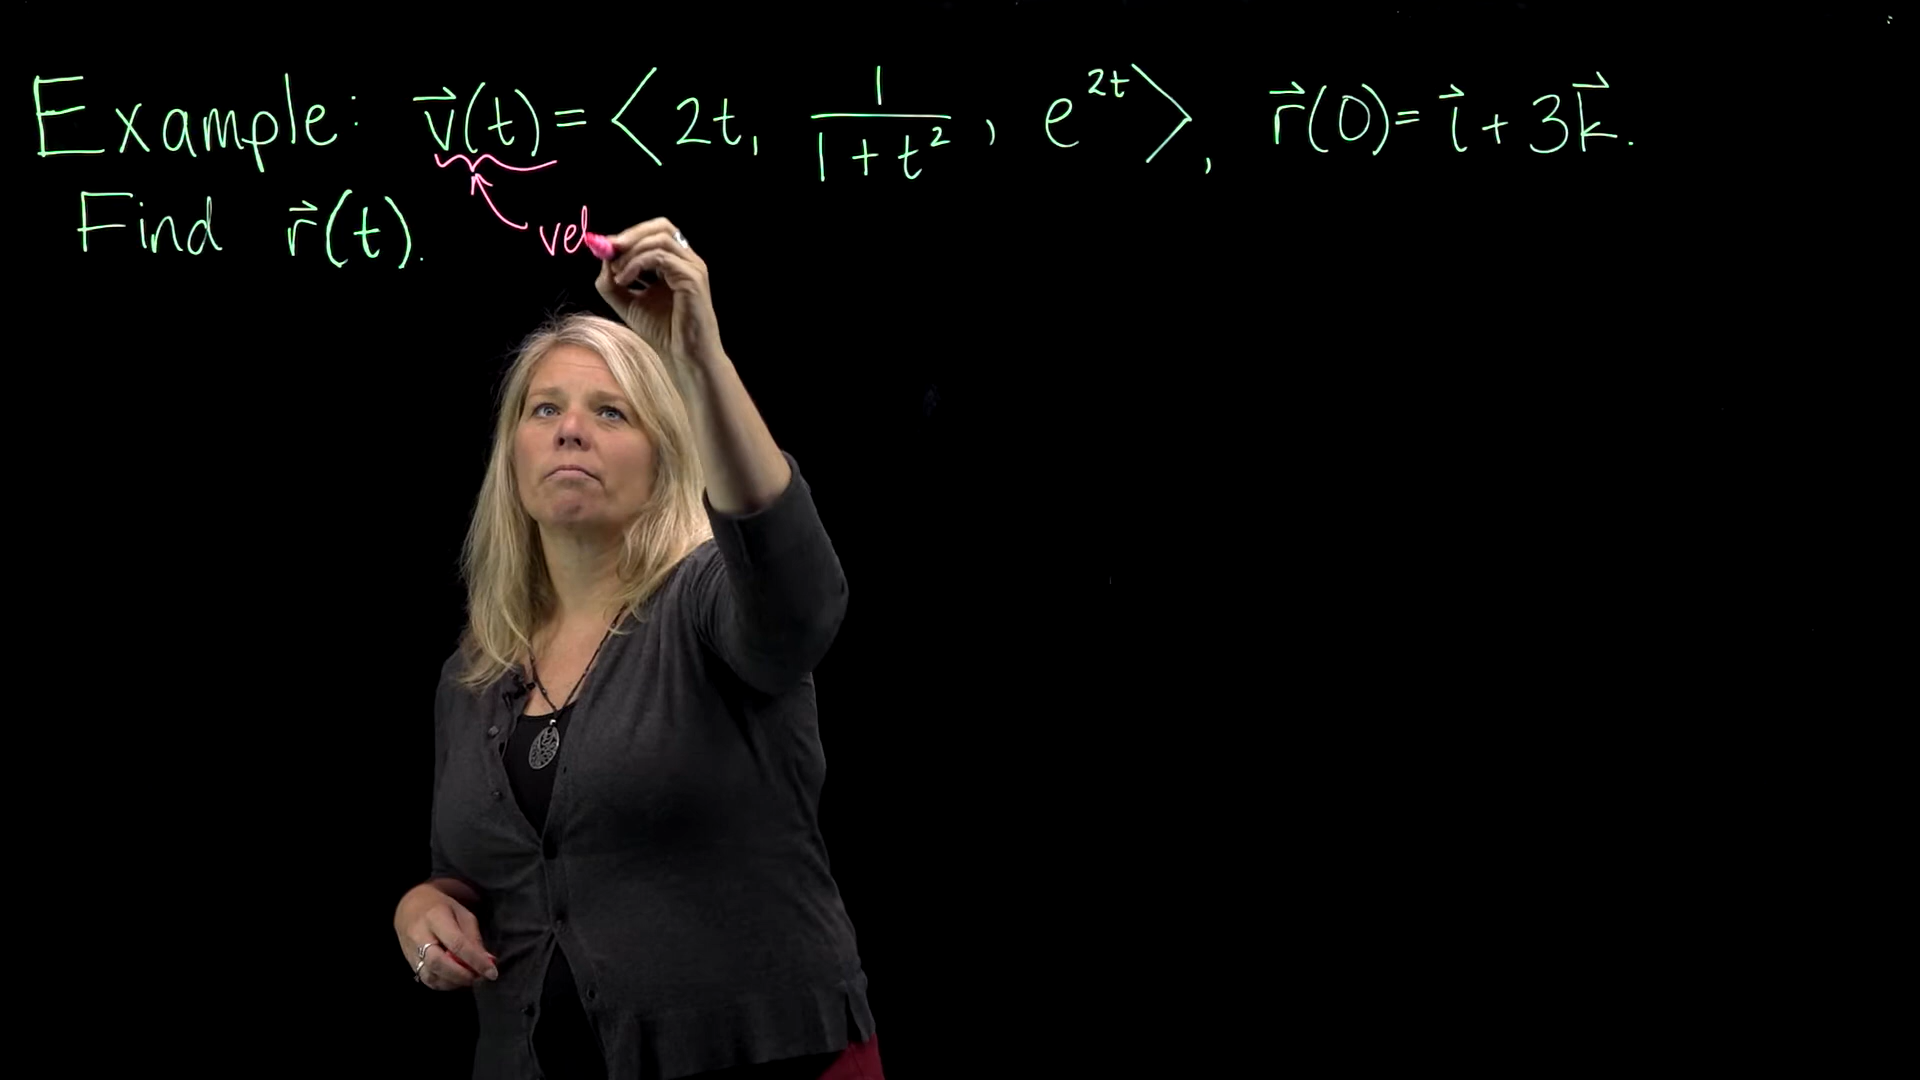 Example: v⃗(t) = ⟨2t, 1/(1+t²), e^{2t}⟩, r⃗(0) = i⃗ + 3k⃗.
Find r⃗(t).
vel